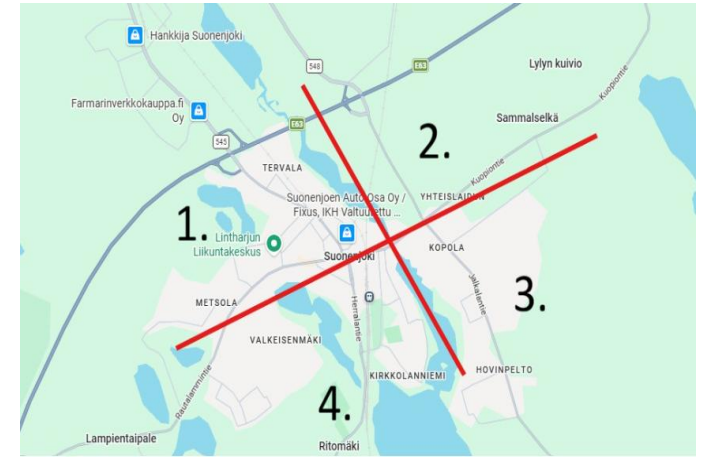 Hankkija Suonenjoki
548
E63
Lylyn kuivio
Kuopiontie
Farmarinverkkokauppa.fi
Oy
Sammalselkä
E63
545
2.
TERVALA
Kuopiontie
Suonenjoen Auto Osa Oy /
Fixus, IKH Valtuutettu ...
YHTEISLAIDUN
1.
Lintharjun
Liikuntakeskus
KOPOLA
Suonenjoki
3.
Jalkalantie
METSOLA
Herralantie
VALKEISENMÄKI
Rautalammintie
KIRKKOLANNIEMI
HOVINPELTO
4.
Lampientaipale
Ritomäki